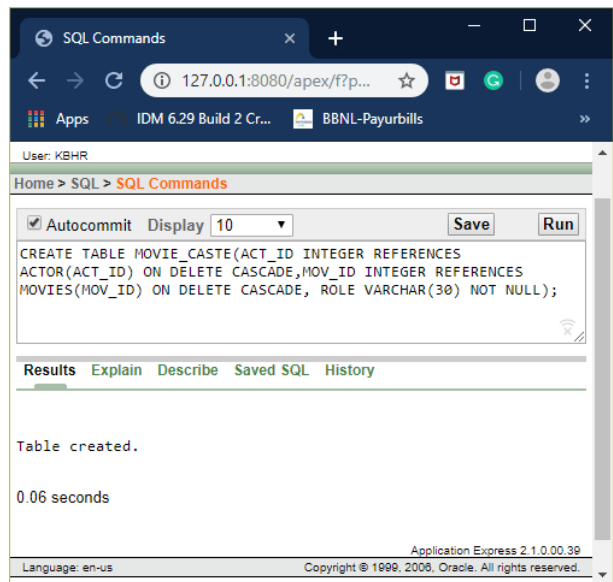 SQL Commands
127.0.0.1:8080/apex/f?p...
Apps IDM 6.29 Build 2 Cr... BBNL-Payurbills »
User: KBHR
Home > SQL > SQL Commands
Autocommit Display 10 Save Run
CREATE TABLE MOVIE_CASTE(ACT_ID INTEGER REFERENCES
ACTOR(ACT_ID) ON DELETE CASCADE,MOV_ID INTEGER REFERENCES
MOVIES(MOV_ID) ON DELETE CASCADE, ROLE VARCHAR(30) NOT NULL);
Results Explain Describe Saved SQL History
Table created.
0.06 seconds
Application Express 2.1.0.00.39
Language: en-us Copyright © 1999, 2006, Oracle. All rights reserved.